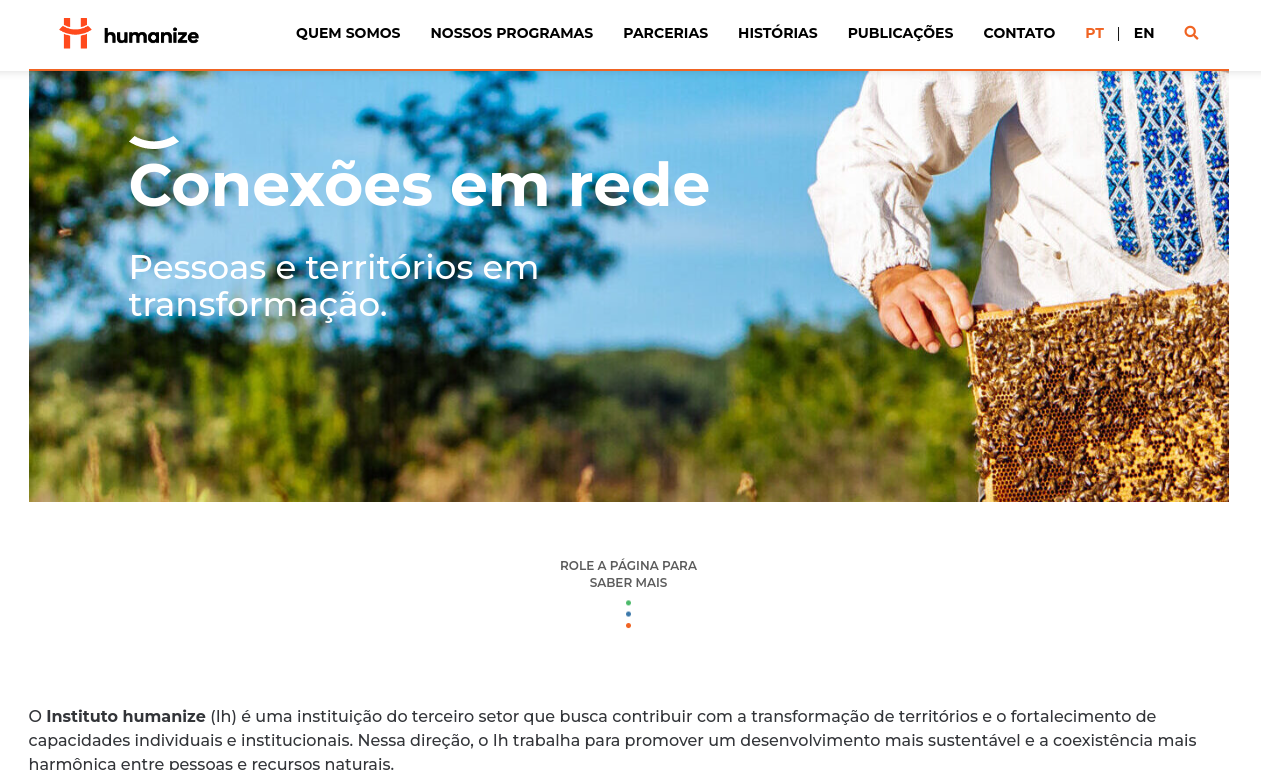 humanize
QUEM SOMOS NOSSOS PROGRAMAS PARCERIAS HISTÓRIAS PUBLICAÇÕES CONTATO PT | EN
Conexões em rede
Pessoas e territórios em
transformação.
ROLE A PÁGINA PARA
SABER MAIS
O Instituto humanize (Ih) é uma instituição do terceiro setor que busca contribuir com a transformação de territórios e o fortalecimento de
capacidades individuais e institucionais. Nessa direção, o Ih trabalha para promover um desenvolvimento mais sustentável e a coexistência mais
harmônica entre pessoas e recursos naturais.